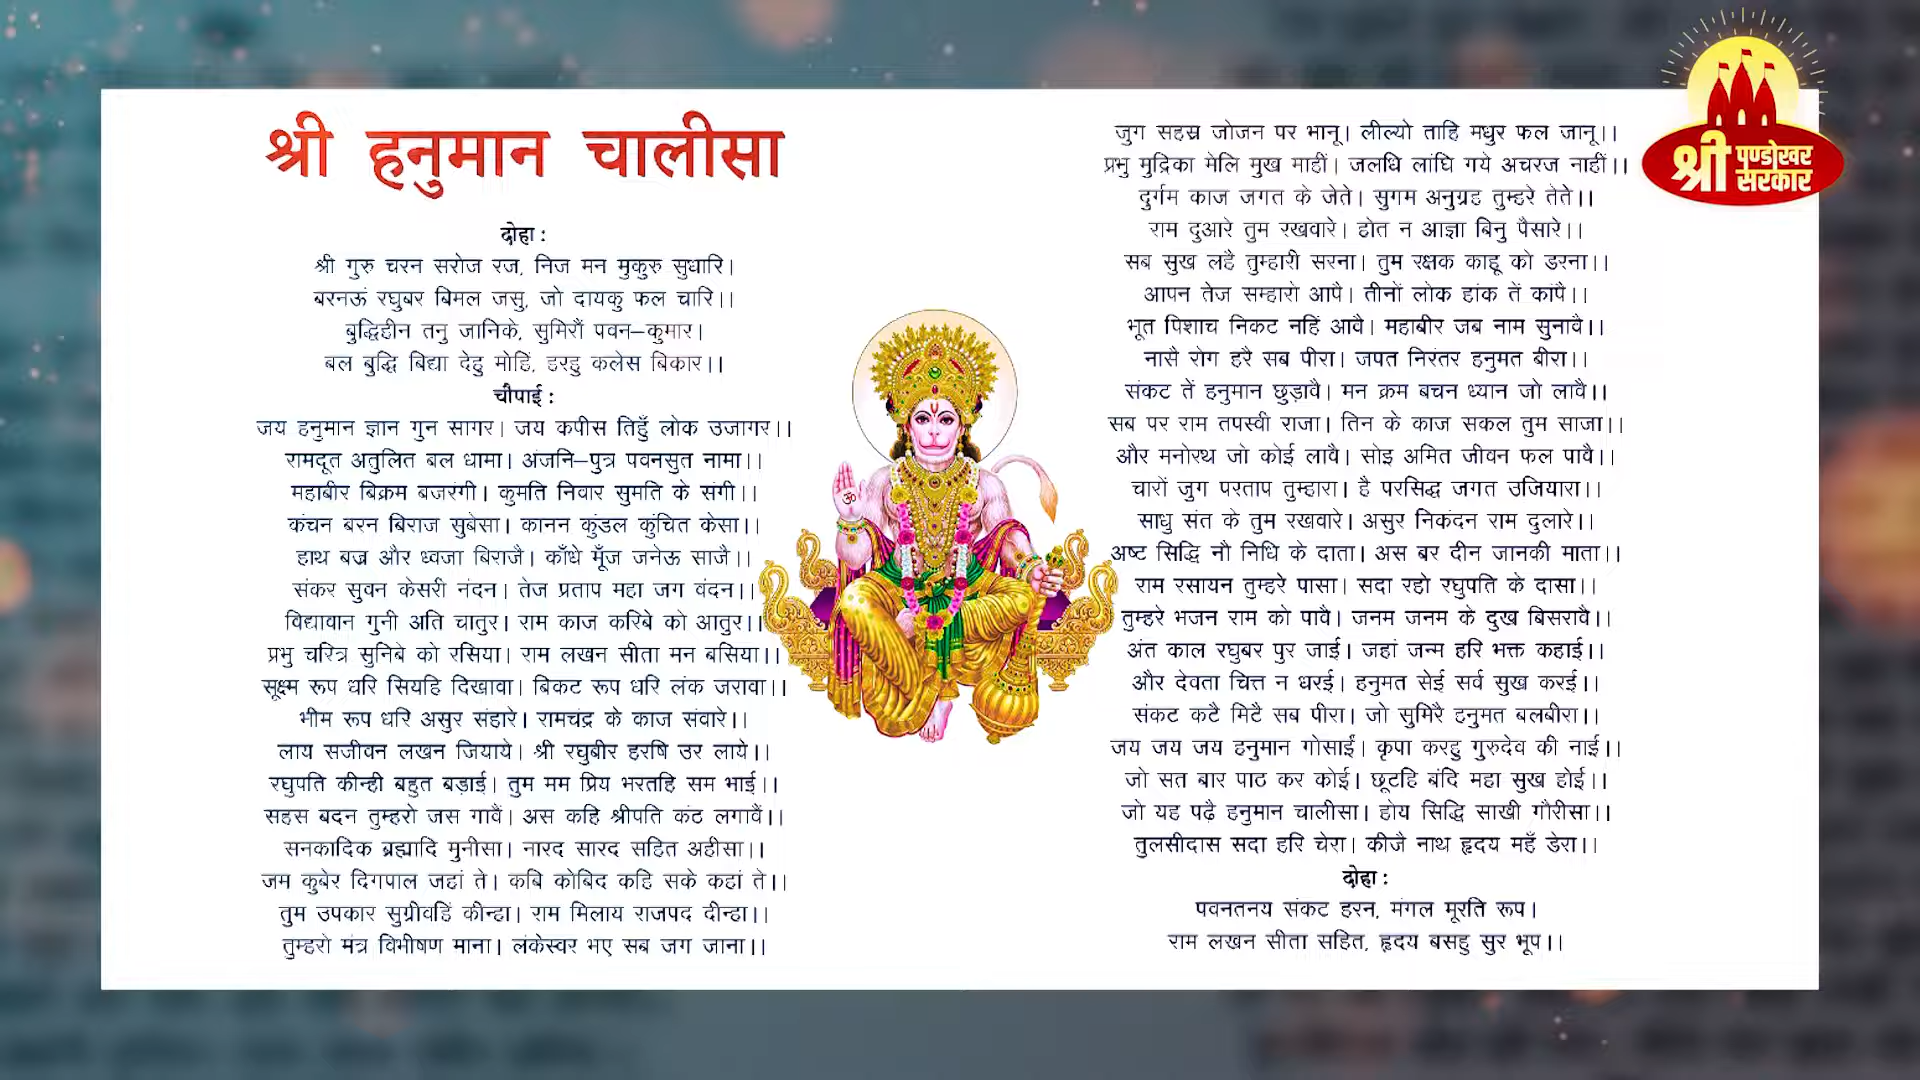 श्री हनुमान चालीसा
दोहा :
श्री गुरु चरन सरोज रज, निज मन मुकुरु सुधारि।
बरनऊं रघुबर बिमल जसु, जो दायकु फल चारि।।
बुद्धिहीन तनु जानिके, सुमिरौं पवन–कुमार।
बल बुद्धि बिद्या देहु मोहिं, हरहु कलेस बिकार।।
चौपाई :
जय हनुमान ज्ञान गुन सागर। जय कपीस तिहुँ लोक उजागर।।
रामदूत अतुलित बल धामा। अंजनि–पुत्र पवनसुत नामा।।
महाबीर बिक्रम बजरंगी। कुमति निवार सुमति के संगी।।
कंचन बरन बिराज सुबेसा। कानन कुंडल कुंचित केसा।।
हाथ बज्र और ध्वजा बिराजै। काँधे मूँज जनेऊ साजै।।
संकर सुवन केसरी नंदन। तेज प्रताप महा जग वंदन।।
विद्यावान गुनी अति चातुर। राम काज करिबे को आतुर।।
प्रभु चरित्र सुनिबे को रसिया। राम लखन सीता मन बसिया।।
सूक्ष्म रूप धरि सियहि दिखावा। बिकट रूप धरि लंक जरावा।।
भीम रूप धरि असुर संहारे। रामचंद्र के काज संवारे।।
लाय सजीवन लखन जियाये। श्री रघुबीर हरषि उर लाये।।
रघुपति कीन्ही बहुत बड़ाई। तुम मम प्रिय भरतहि सम भाई।।
सहस बदन तुम्हरो जस गावैं। अस कहि श्रीपति कंठ लगावैं।।
सनकादिक ब्रह्मादि मुनीसा। नारद सारद सहित अहीसा।।
जम कुबेर दिगपाल जहां ते। कबि कोबिद कहि सके कहां ते।।
तुम उपकार सुग्रीवहिं कीन्हा। राम मिलाय राजपद दीन्हा।।
तुम्हरो मंत्र विभीषण माना। लंकेस्वर भए सब जग जाना।।
जुग सहस्र जोजन पर भानू। लील्यो ताहि मधुर फल जानू।।
प्रभु मुद्रिका मेलि मुख माहीं। जलधि लांघि गये अचरज नाहीं।।
दुर्गम काज जगत के जेते। सुगम अनुग्रह तुम्हरे तेते।।
राम दुआरे तुम रखवारे। होत न आज्ञा बिनु पैसारे।।
सब सुख लहै तुम्हारी सरना। तुम रक्षक काहू को डरना।।
आपन तेज सम्हारो आपै। तीनों लोक हांक तें कांपै।।
भूत पिशाच निकट नहिं आवै। महाबीर जब नाम सुनावै।।
नासै रोग हरै सब पीरा। जपत निरंतर हनुमत बीरा।।
संकट तें हनुमान छुड़ावै। मन क्रम बचन ध्यान जो लावै।।
सब पर राम तपस्वी राजा। तिन के काज सकल तुम साजा।।
और मनोरथ जो कोई लावै। सोइ अमित जीवन फल पावै।।
चारों जुग परताप तुम्हारा। है परसिद्ध जगत उजियारा।।
साधु संत के तुम रखवारे। असुर निकंदन राम दुलारे।।
अष्ट सिद्धि नौ निधि के दाता। अस बर दीन जानकी माता।।
राम रसायन तुम्हरे पासा। सदा रहो रघुपति के दासा।।
तुम्हरे भजन राम को पावै। जनम जनम के दुख बिसरावै।।
अंत काल रघुबर पुर जाई। जहां जन्म हरि भक्त कहाई।।
और देवता चित्त न धरई। हनुमत सेई सर्व सुख करई।।
संकट कटै मिटै सब पीरा। जो सुमिरै हनुमत बलबीरा।।
जय जय जय हनुमान गोसाईं। कृपा करहु गुरुदेव की नाई।।
जो सत बार पाठ कर कोई। छूटहि बंदि महा सुख होई।।
जो यह पढै हनुमान चालीसा। होय सिद्धि साखी गौरीसा।।
तुलसीदास सदा हरि चेरा। कीजै नाथ हृदय महँ डेरा।।
दोहा :
पवनतनय संकट हरन, मंगल मूरति रूप।
राम लखन सीता सहित, हृदय बसहु सुर भूप।।
श्री पण्डोखर सरकार
ॐ